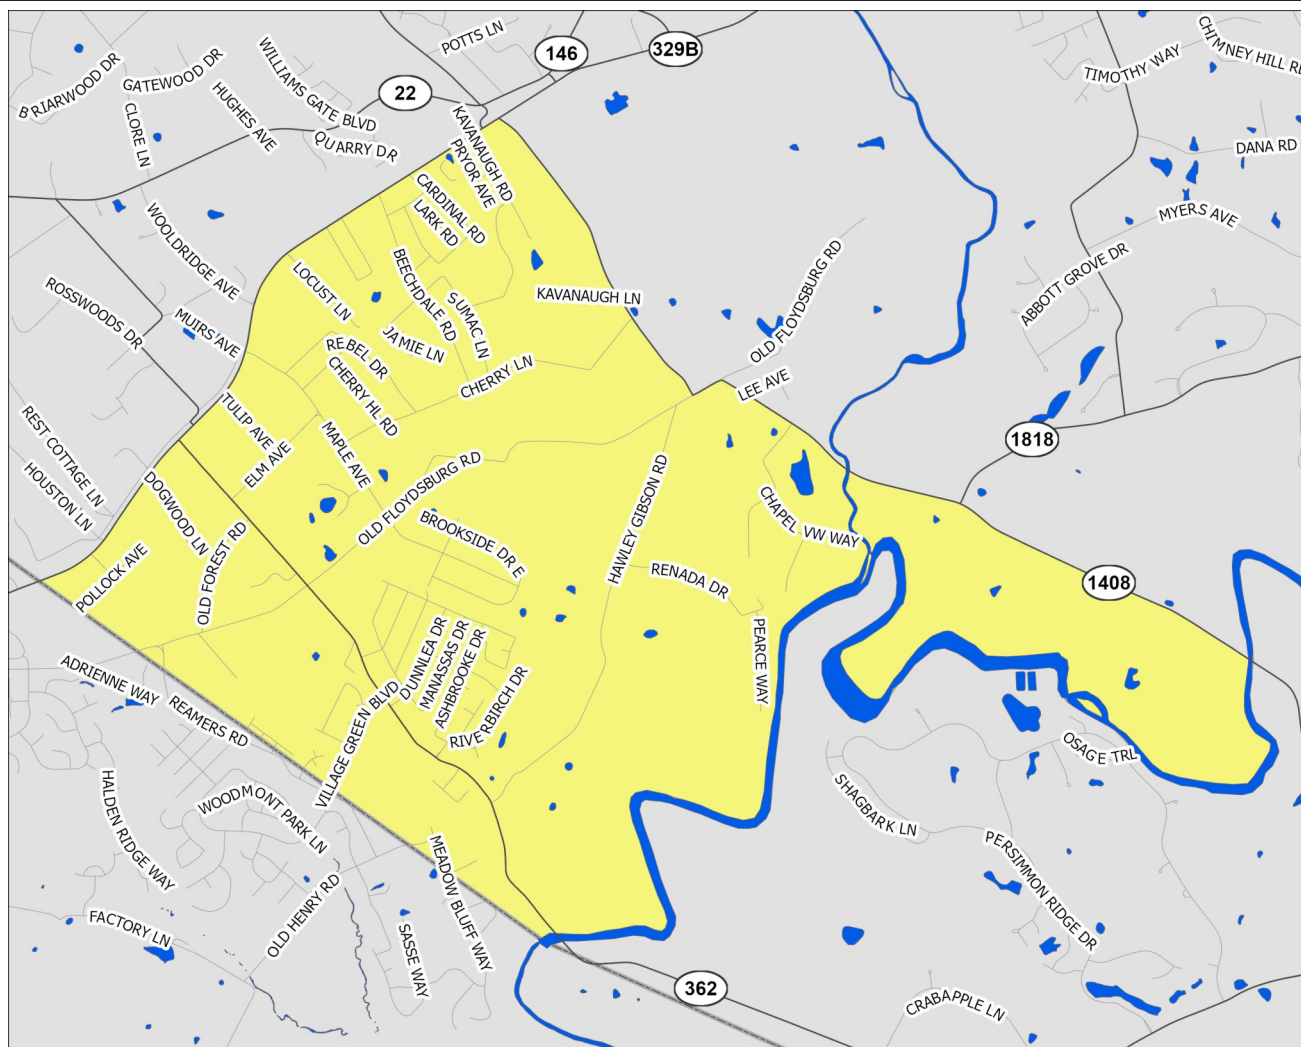 POTTS LN
146
329B
CHIMNEY HILL RD
TIMOTHY WAY
BRIARWOOD DR
GATEWOOD DR
WILLIAMS GATE BLVD
22
HUGHES AVE
CLORE LN
QUARRY DR
KAVANAUGH RD
PRYOR AVE
DANA RD
CARDINAL RD
LARK RD
MYERS AVE
WOOLDRIDGE AVE
ABBOTT GROVE DR
LOCUST LN
BEECHDALE RD
SUMAC LN
KAVANAUGH LN
OLD FLOYDSBURG RD
ROSSWOODS DR
MUIRS AVE
JAMIE LN
REBEL DR
CHERRY HL RD
CHERRY LN
LEE AVE
TULIP AVE
ELM AVE
MAPLE AVE
1818
REST COTTAGE LN
HOUSTON LN
DOGWOOD LN
OLD FLOYDSBURG RD
HAWLEY GIBSON RD
CHAPEL VW WAY
BROOKSIDE DR E
POLLOCK AVE
OLD FOREST RD
RENADA DR
1408
DUNNLEA DR
MANASSAS DR
ASHBROOKE DR
PEARCE WAY
ADRIENNE WAY
REAMERS RD
VILLAGE GREEN BLVD
RIVERBIRCH DR
OSAGE TRL
HALDEN RIDGE WAY
WOODMONT PARK LN
SHAGBARK LN
PERSIMMON RIDGE DR
MEADOW BLUFF WAY
OLD HENRY RD
FACTORY LN
SASSE WAY
362
CRABAPPLE LN